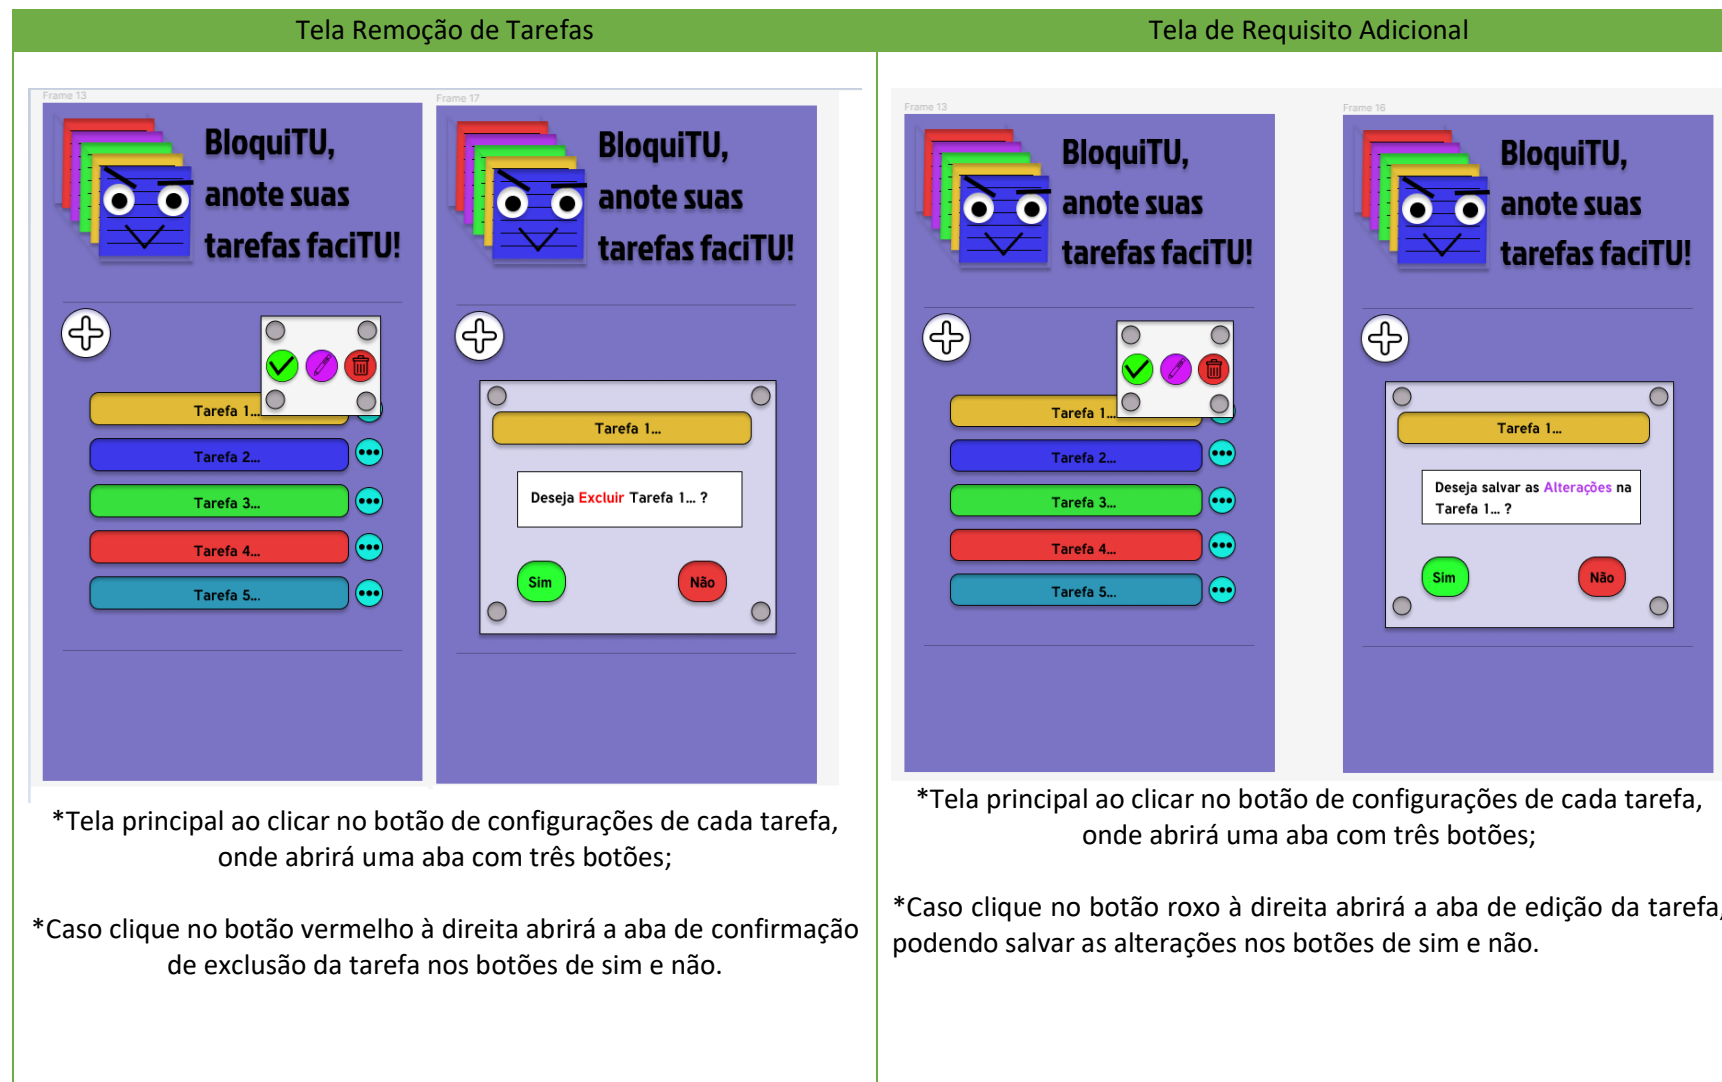 Tela Remoção de Tarefas
Tela de Requisito Adicional
Frame 13
BloquiTU,
anote suas
tarefas faciTU!
Tarefa 1...
Tarefa 2...
Tarefa 3...
Tarefa 4...
Tarefa 5...
Frame 17
BloquiTU,
anote suas
tarefas faciTU!
Tarefa 1...
Deseja Excluir Tarefa 1... ?
Sim
Não
*Tela principal ao clicar no botão de configurações de cada tarefa,
onde abrirá uma aba com três botões;
*Caso clique no botão vermelho à direita abrirá a aba de confirmação
de exclusão da tarefa nos botões de sim e não.
Frame 13
BloquiTU,
anote suas
tarefas faciTU!
Tarefa 1...
Tarefa 2...
Tarefa 3...
Tarefa 4...
Tarefa 5...
Frame 16
BloquiTU,
anote suas
tarefas faciTU!
Tarefa 1...
Deseja salvar as Alterações na
Tarefa 1... ?
Sim
Não
*Tela principal ao clicar no botão de configurações de cada tarefa,
onde abrirá uma aba com três botões;
*Caso clique no botão roxo à direita abrirá a aba de edição da tarefa,
podendo salvar as alterações nos botões de sim e não.